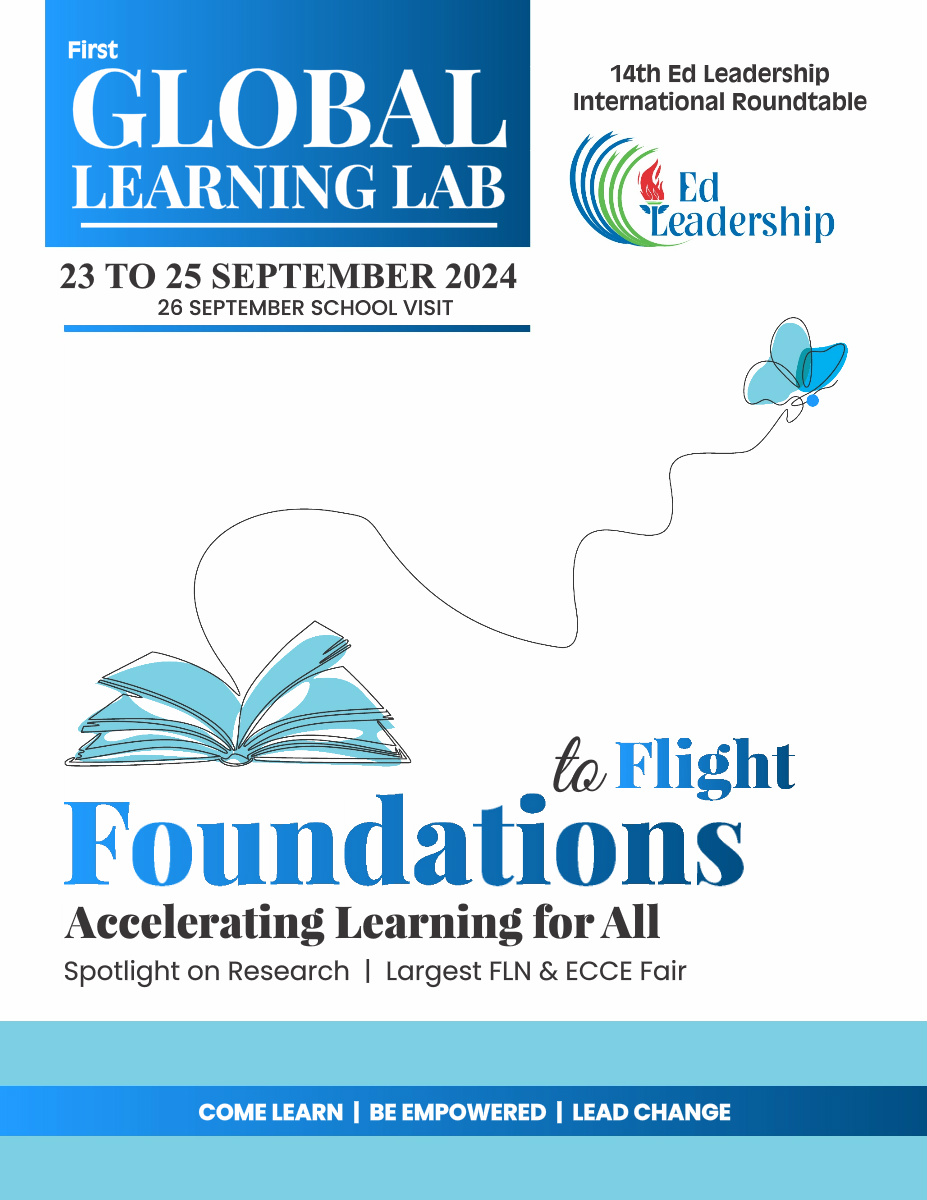 First
GLOBAL
LEARNING LAB
23 TO 25 SEPTEMBER 2024
26 SEPTEMBER SCHOOL VISIT
14th Ed Leadership
International Roundtable
Ed
Leadership
to Flight
Foundations
Accelerating Learning for All
Spotlight on Research | Largest FLN & ECCE Fair
COME LEARN | BE EMPOWERED | LEAD CHANGE